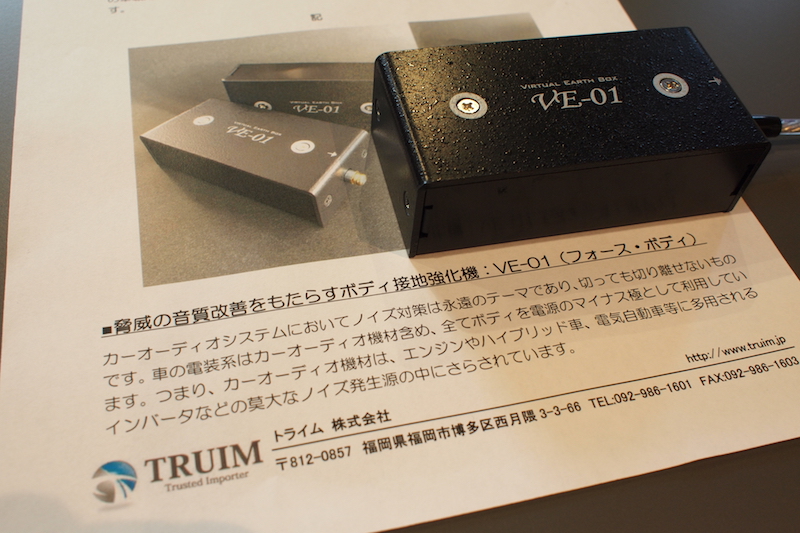 す。
記
VIRTUAL EARTH BOX
VE-01
VIRTUAL EARTH BOX
VE-01
VIRTUAL EARTH BOX
VE-01
■脅威の音質改善をもたらすボディ接地強化機：VE-01（フォース・ボディ）
カーオーディオシステムにおいてノイズ対策は永遠のテーマであり、切っても切り離せないもの
です。車の電装系はカーオーディオ機材含め、全てボディを電源のマイナス極として利用してい
ます。つまり、カーオーディオ機材は、エンジンやハイブリッド車、電気自動車等に多用される
インバータなどの莫大なノイズ発生源の中にさらされています。
http://www.truim.jp
トライム 株式会社
〒812-0857 福岡県福岡市博多区西月隈 3-3-66 TEL:092-986-1601 FAX:092-986-1603
TRUIM
Trusted Importer